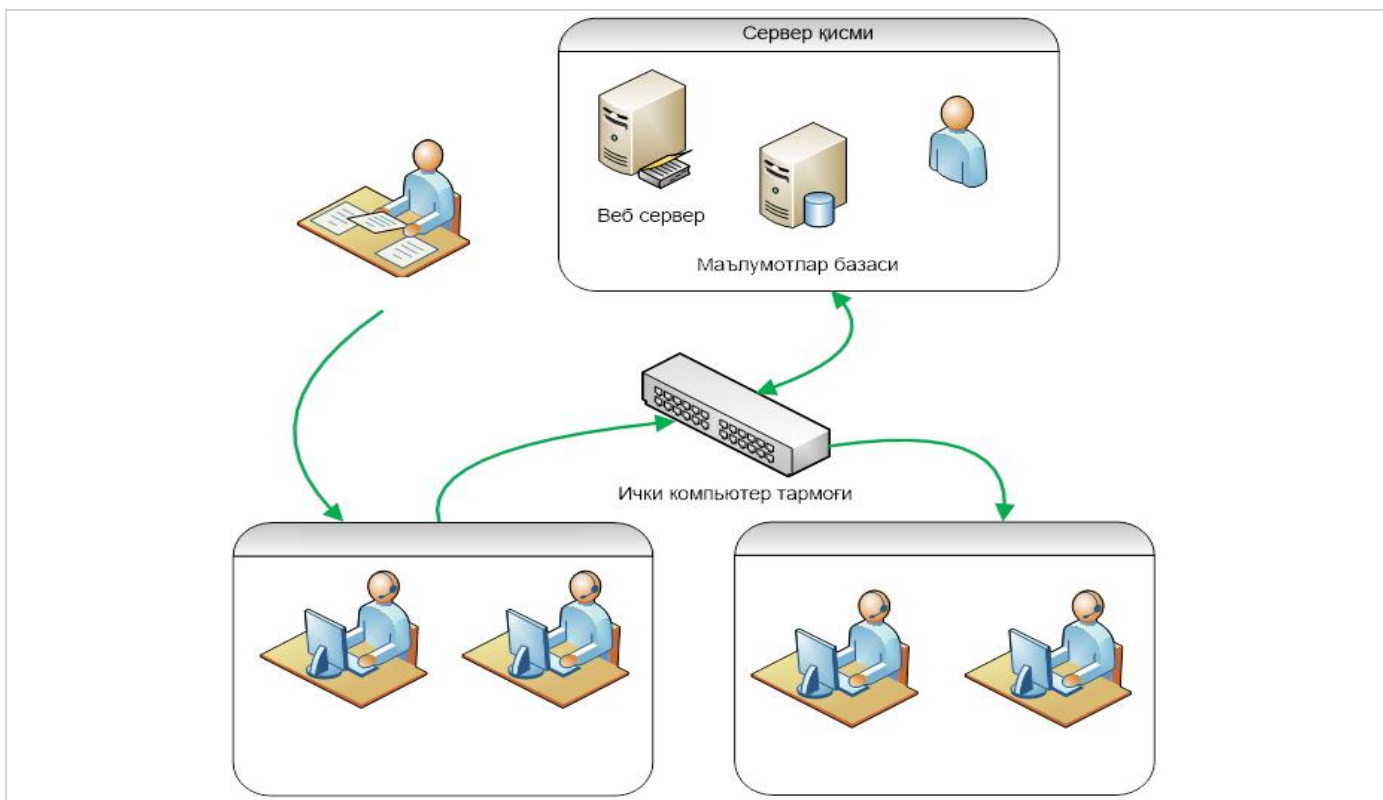 Сервер қисми
Веб сервер
Маълумотлар базаси
Ички компьютер тармоғи